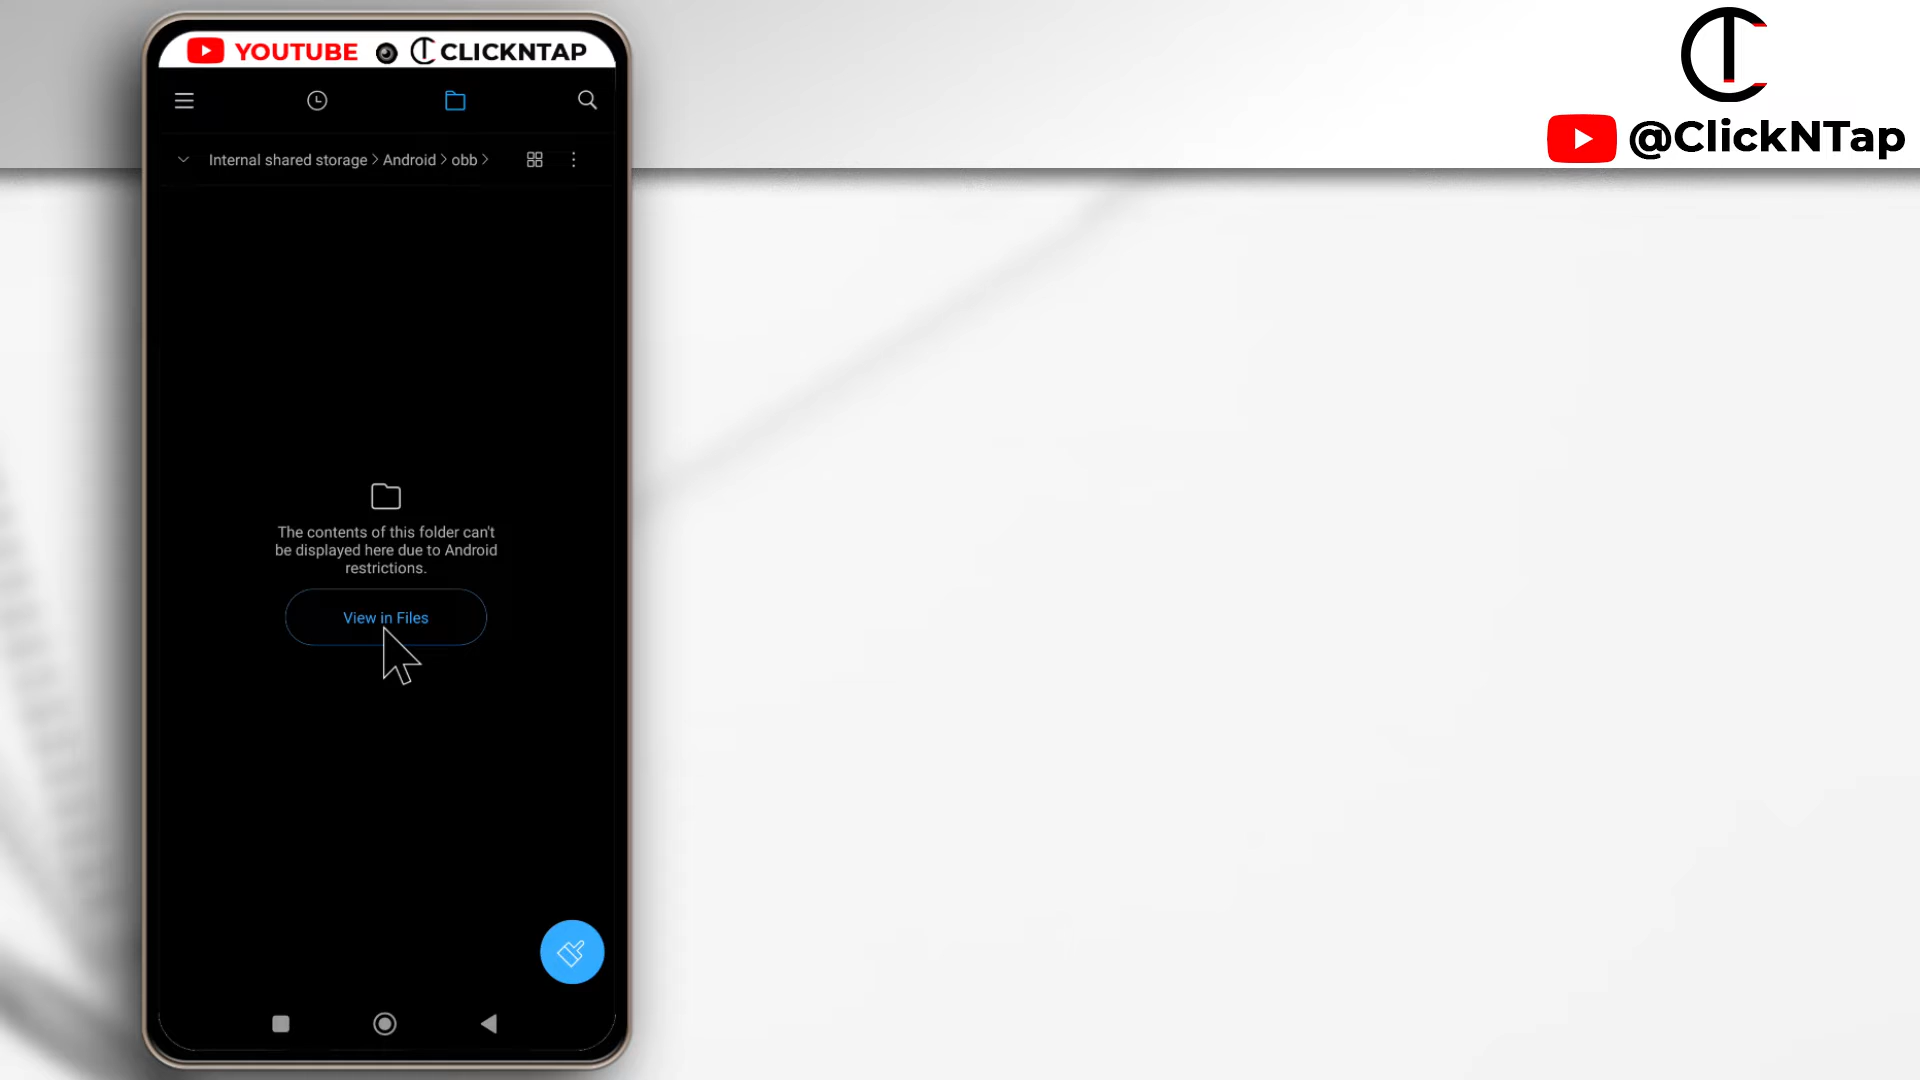 YOUTUBE CLICKNTAP
@ClickNTap
Internal shared storage > Android > obb >
The contents of this folder can't
be displayed here due to Android
restrictions.
View in Files